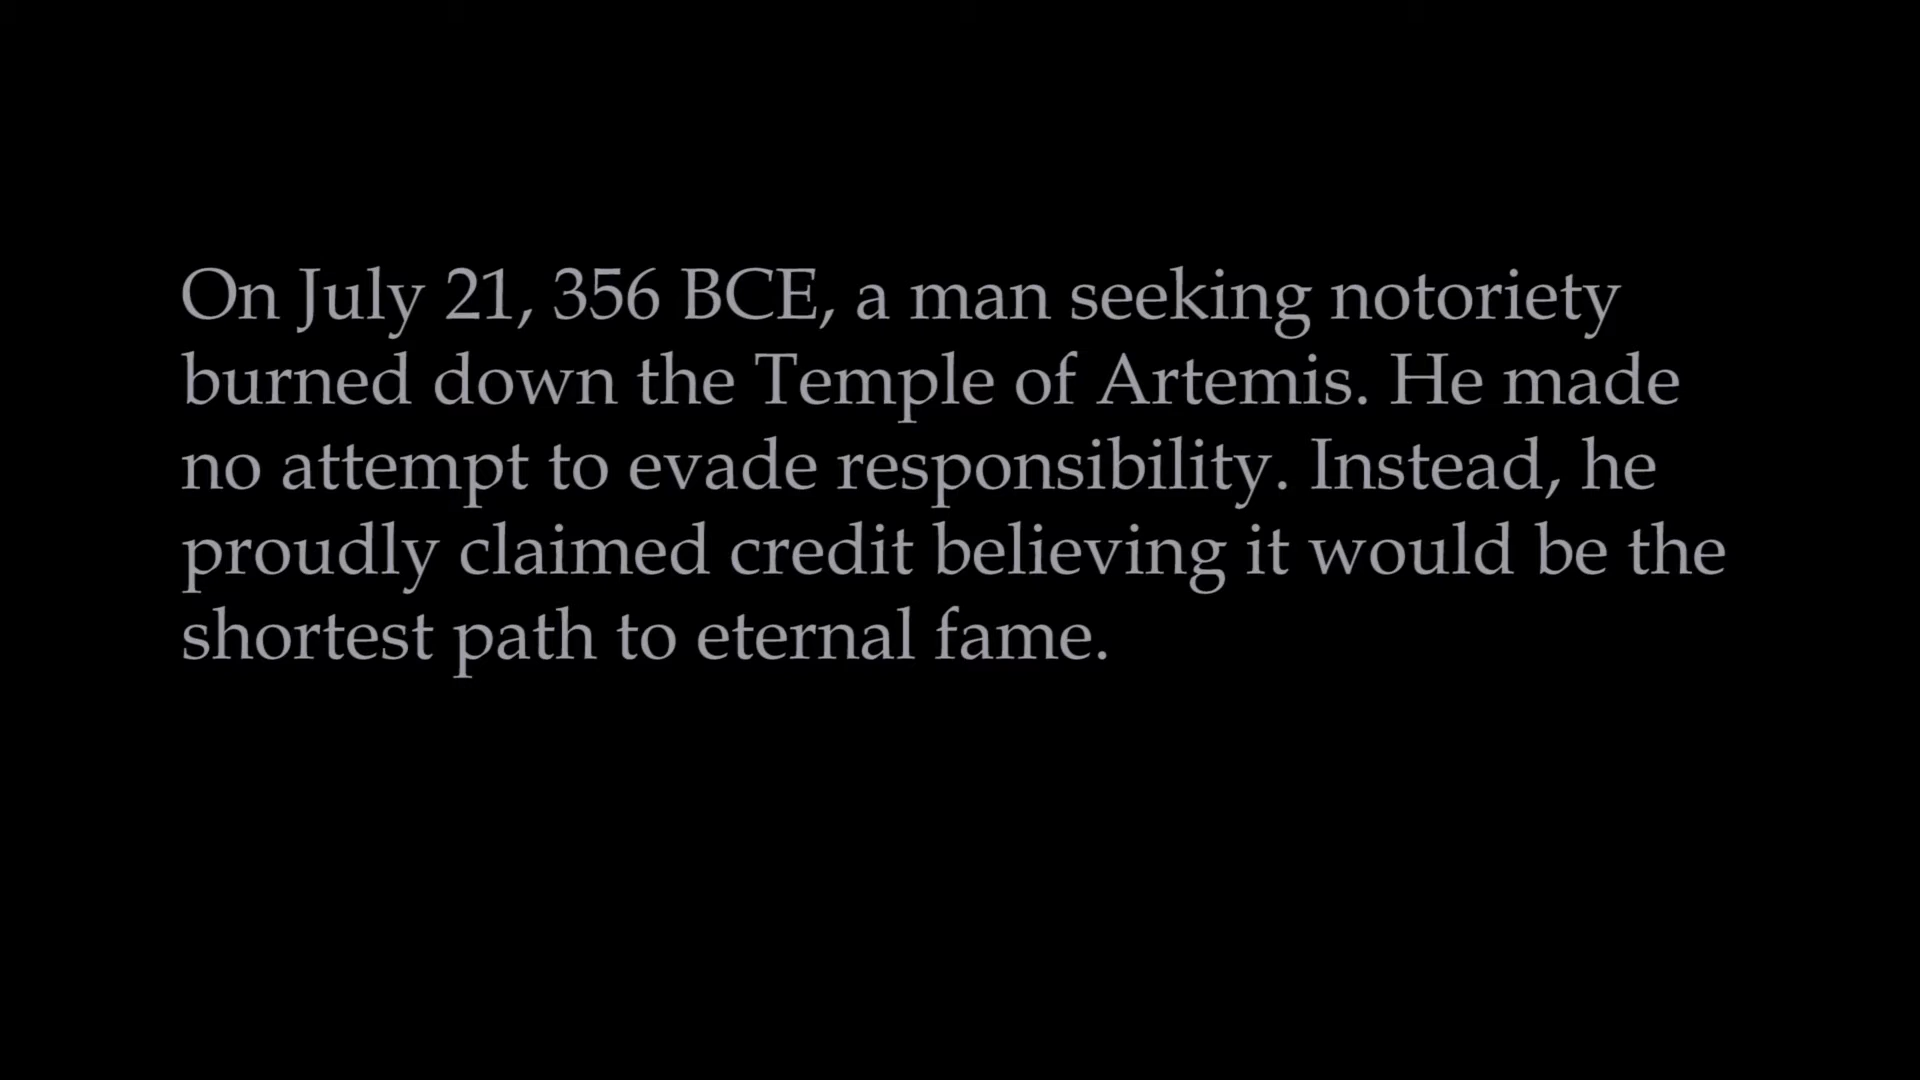 On July 21, 356 BCE, a man seeking notoriety
burned down the Temple of Artemis. He made
no attempt to evade responsibility. Instead, he
proudly claimed credit believing it would be the
shortest path to eternal fame.